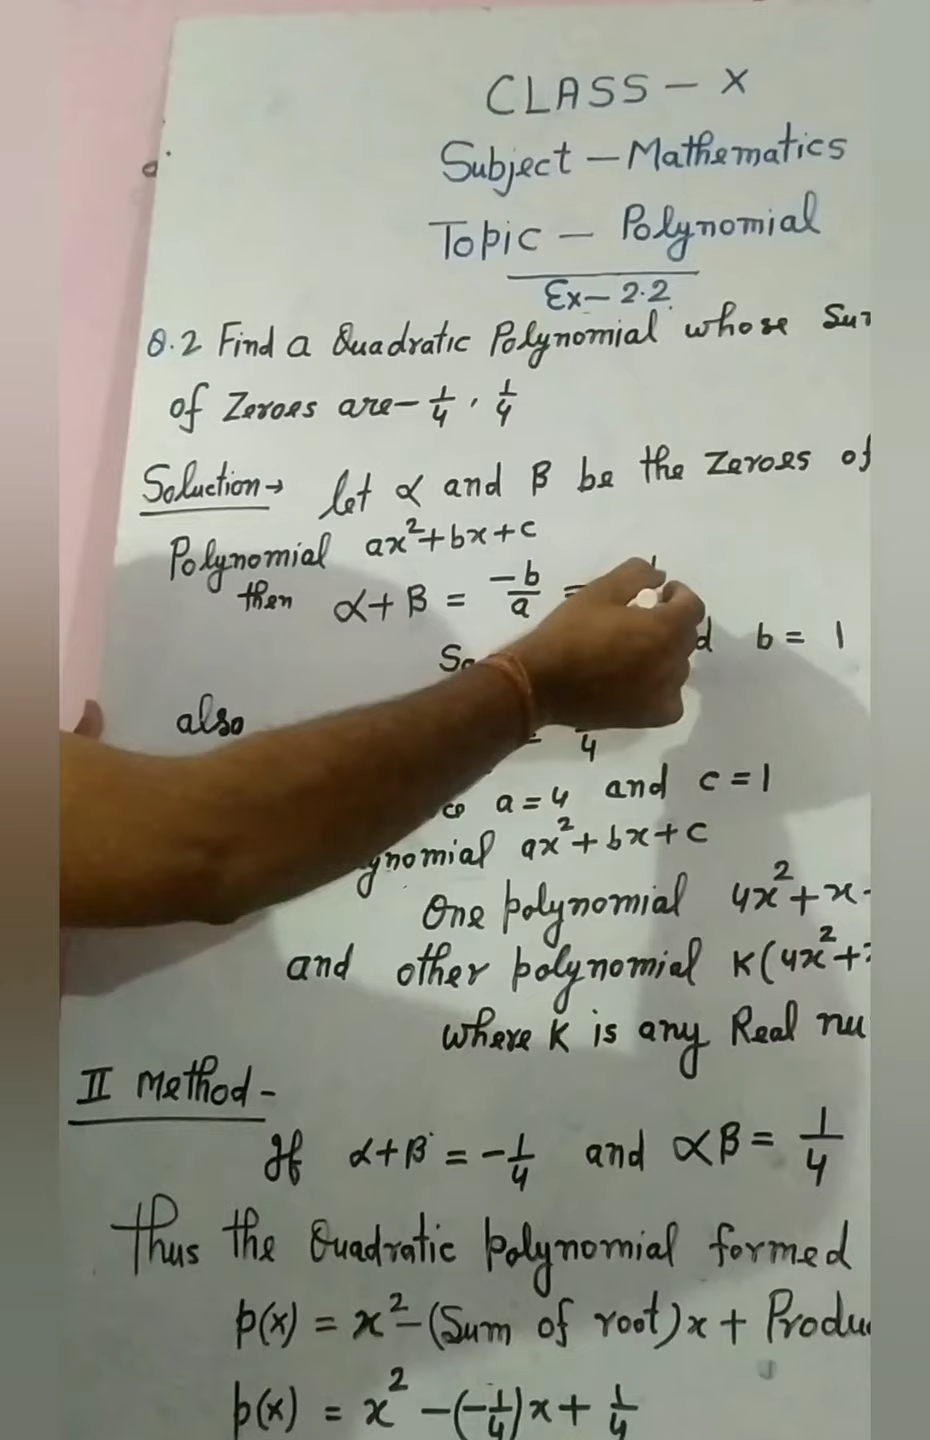 CLASS – X
Subject – Mathematics
Topic – Polynomial
Ex – 2.2
Q.2 Find a Quadratic Polynomial whose
of Zeroes are - 1/4 , 1/4
Soluction → let α and β be the zeroes of
Polynomial ax²+bx+c
then α+β = -b/a =
b = 1
also
= 4
a=4 and c=1
ynomial ax²+bx+c
One polynomial 4x²+x
and other polynomial K(4x²+
where K is any Real
II Method -
If α+β = -1/4 and αβ = 1/4
Thus the Quadratic polynomial formed
p(x) = x² - (Sum of root)x +
p(x) = x² - (-1/4)x + 1/4